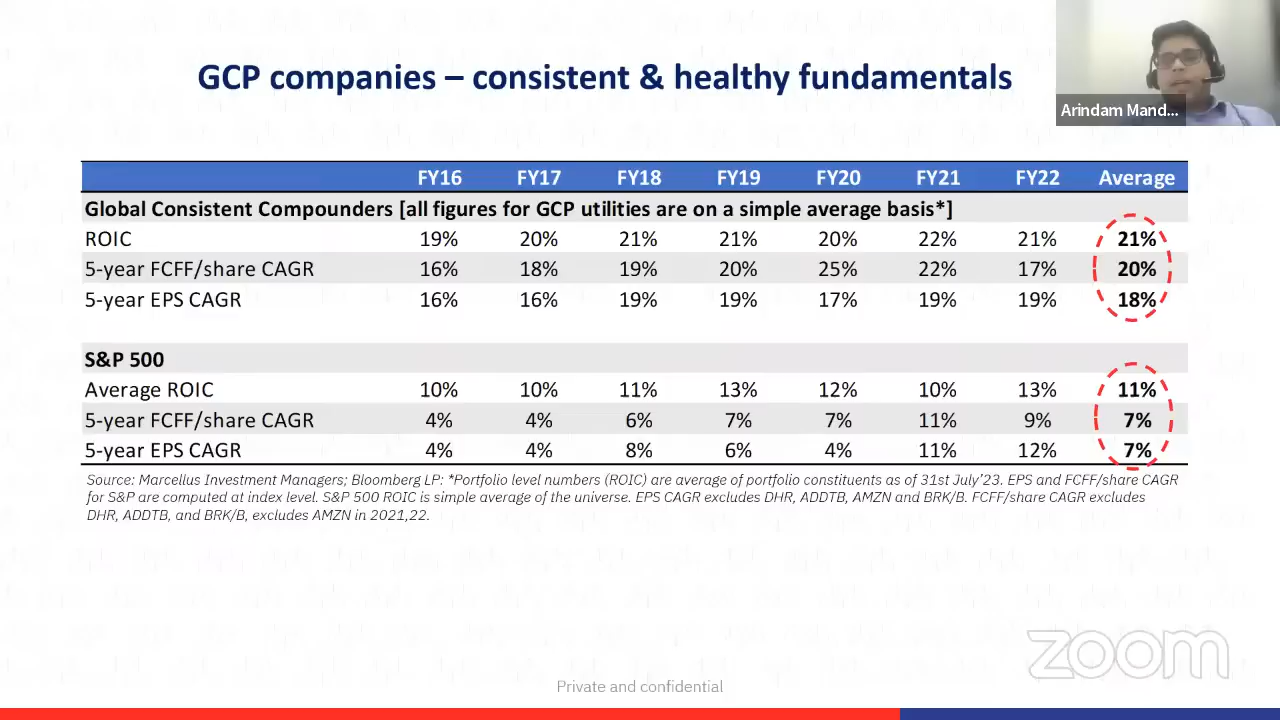 GCP companies – consistent & healthy fundamentals
Arindam Mand...
FY16 FY17 FY18 FY19 FY20 FY21 FY22 Average
Global Consistent Compounders [all figures for GCP utilities are on a simple average basis*]
ROIC 19% 20% 21% 21% 20% 22% 21% 21%
5-year FCFF/share CAGR 16% 18% 19% 20% 25% 22% 17% 20%
5-year EPS CAGR 16% 16% 19% 19% 17% 19% 19% 18%
S&P 500
Average ROIC 10% 10% 11% 13% 12% 10% 13% 11%
5-year FCFF/share CAGR 4% 4% 6% 7% 7% 11% 9% 7%
5-year EPS CAGR 4% 4% 8% 6% 4% 11% 12% 7%
Source: Marcellus Investment Managers; Bloomberg LP; *Portfolio level numbers (ROIC) are average of portfolio constituents as of 31st July'23. EPS and FCFF/share CAGR
for S&P are computed at index level. S&P 500 ROIC is simple average of the universe. EPS CAGR excludes DHR, ADDTB, AMZN and BRK/B. FCFF/share CAGR excludes
DHR, ADDTB, and BRK/B, excludes AMZN in 2021,22.
zoom
Private and confidential